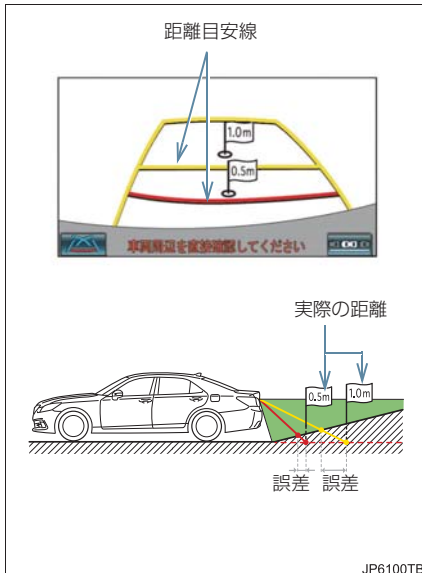 距離目安線
1.0m
0.5m
車両周辺を直接確認してください
実際の距離
0.5m
1.0m
誤差 誤差
JP6100TB